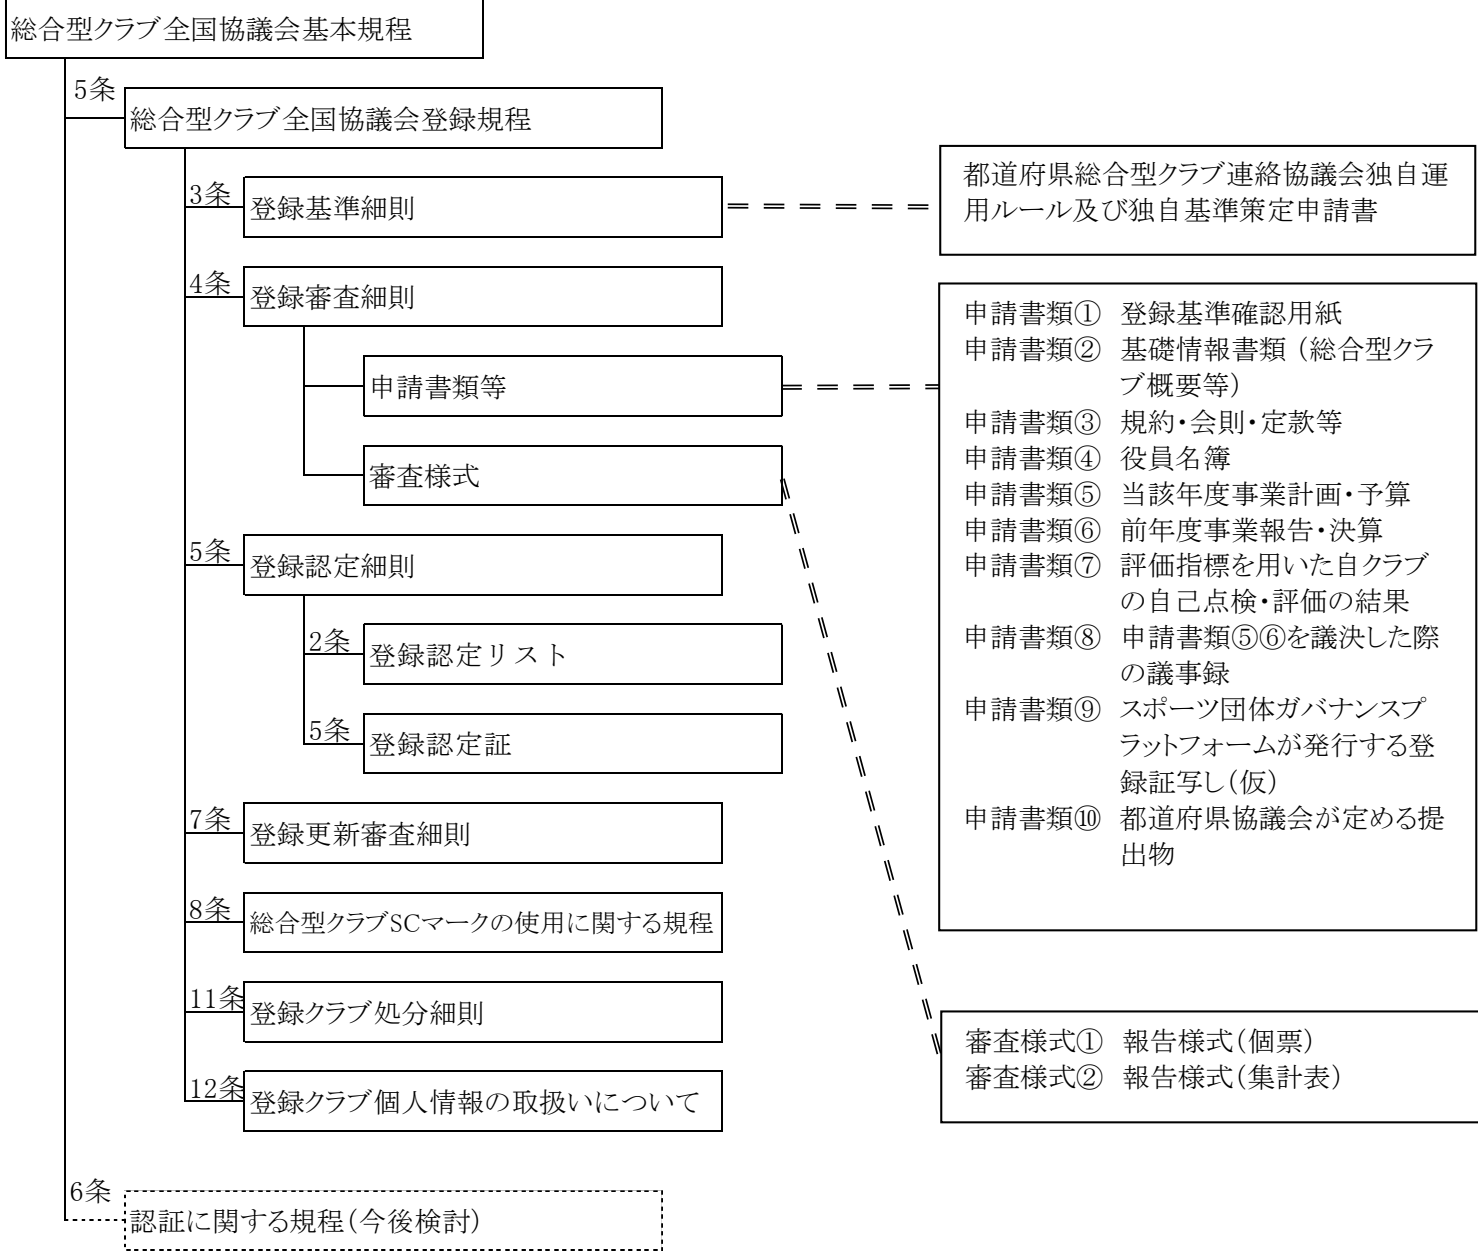 総合型クラブ全国協議会基本規程
5条
総合型クラブ全国協議会登録規程
3条
登録基準細則
都道府県総合型クラブ連絡協議会独自運
用ルール及び独自基準策定申請書
4条
登録審査細則
申請書類等
審査様式
申請書類① 登録基準確認用紙
申請書類② 基礎情報書類（総合型クラ
ブ概要等）
申請書類③ 規約・会則・定款等
申請書類④ 役員名簿
申請書類⑤ 当該年度事業計画・予算
申請書類⑥ 前年度事業報告・決算
申請書類⑦ 評価指標を用いた自クラブ
の自己点検・評価の結果
申請書類⑧ 申請書類⑤⑥を議決した際
の議事録
申請書類⑨ スポーツ団体ガバナンスプ
ラットフォームが発行する登
録証写し（仮）
申請書類⑩ 都道府県協議会が定める提
出物
5条
登録認定細則
2条
登録認定リスト
5条
登録認定証
7条
登録更新審査細則
8条
総合型クラブSCマークの使用に関する規程
11条
登録クラブ処分細則
12条
登録クラブ個人情報の取扱いについて
審査様式① 報告様式（個票）
審査様式② 報告様式（集計表）
6条
認証に関する規程（今後検討）